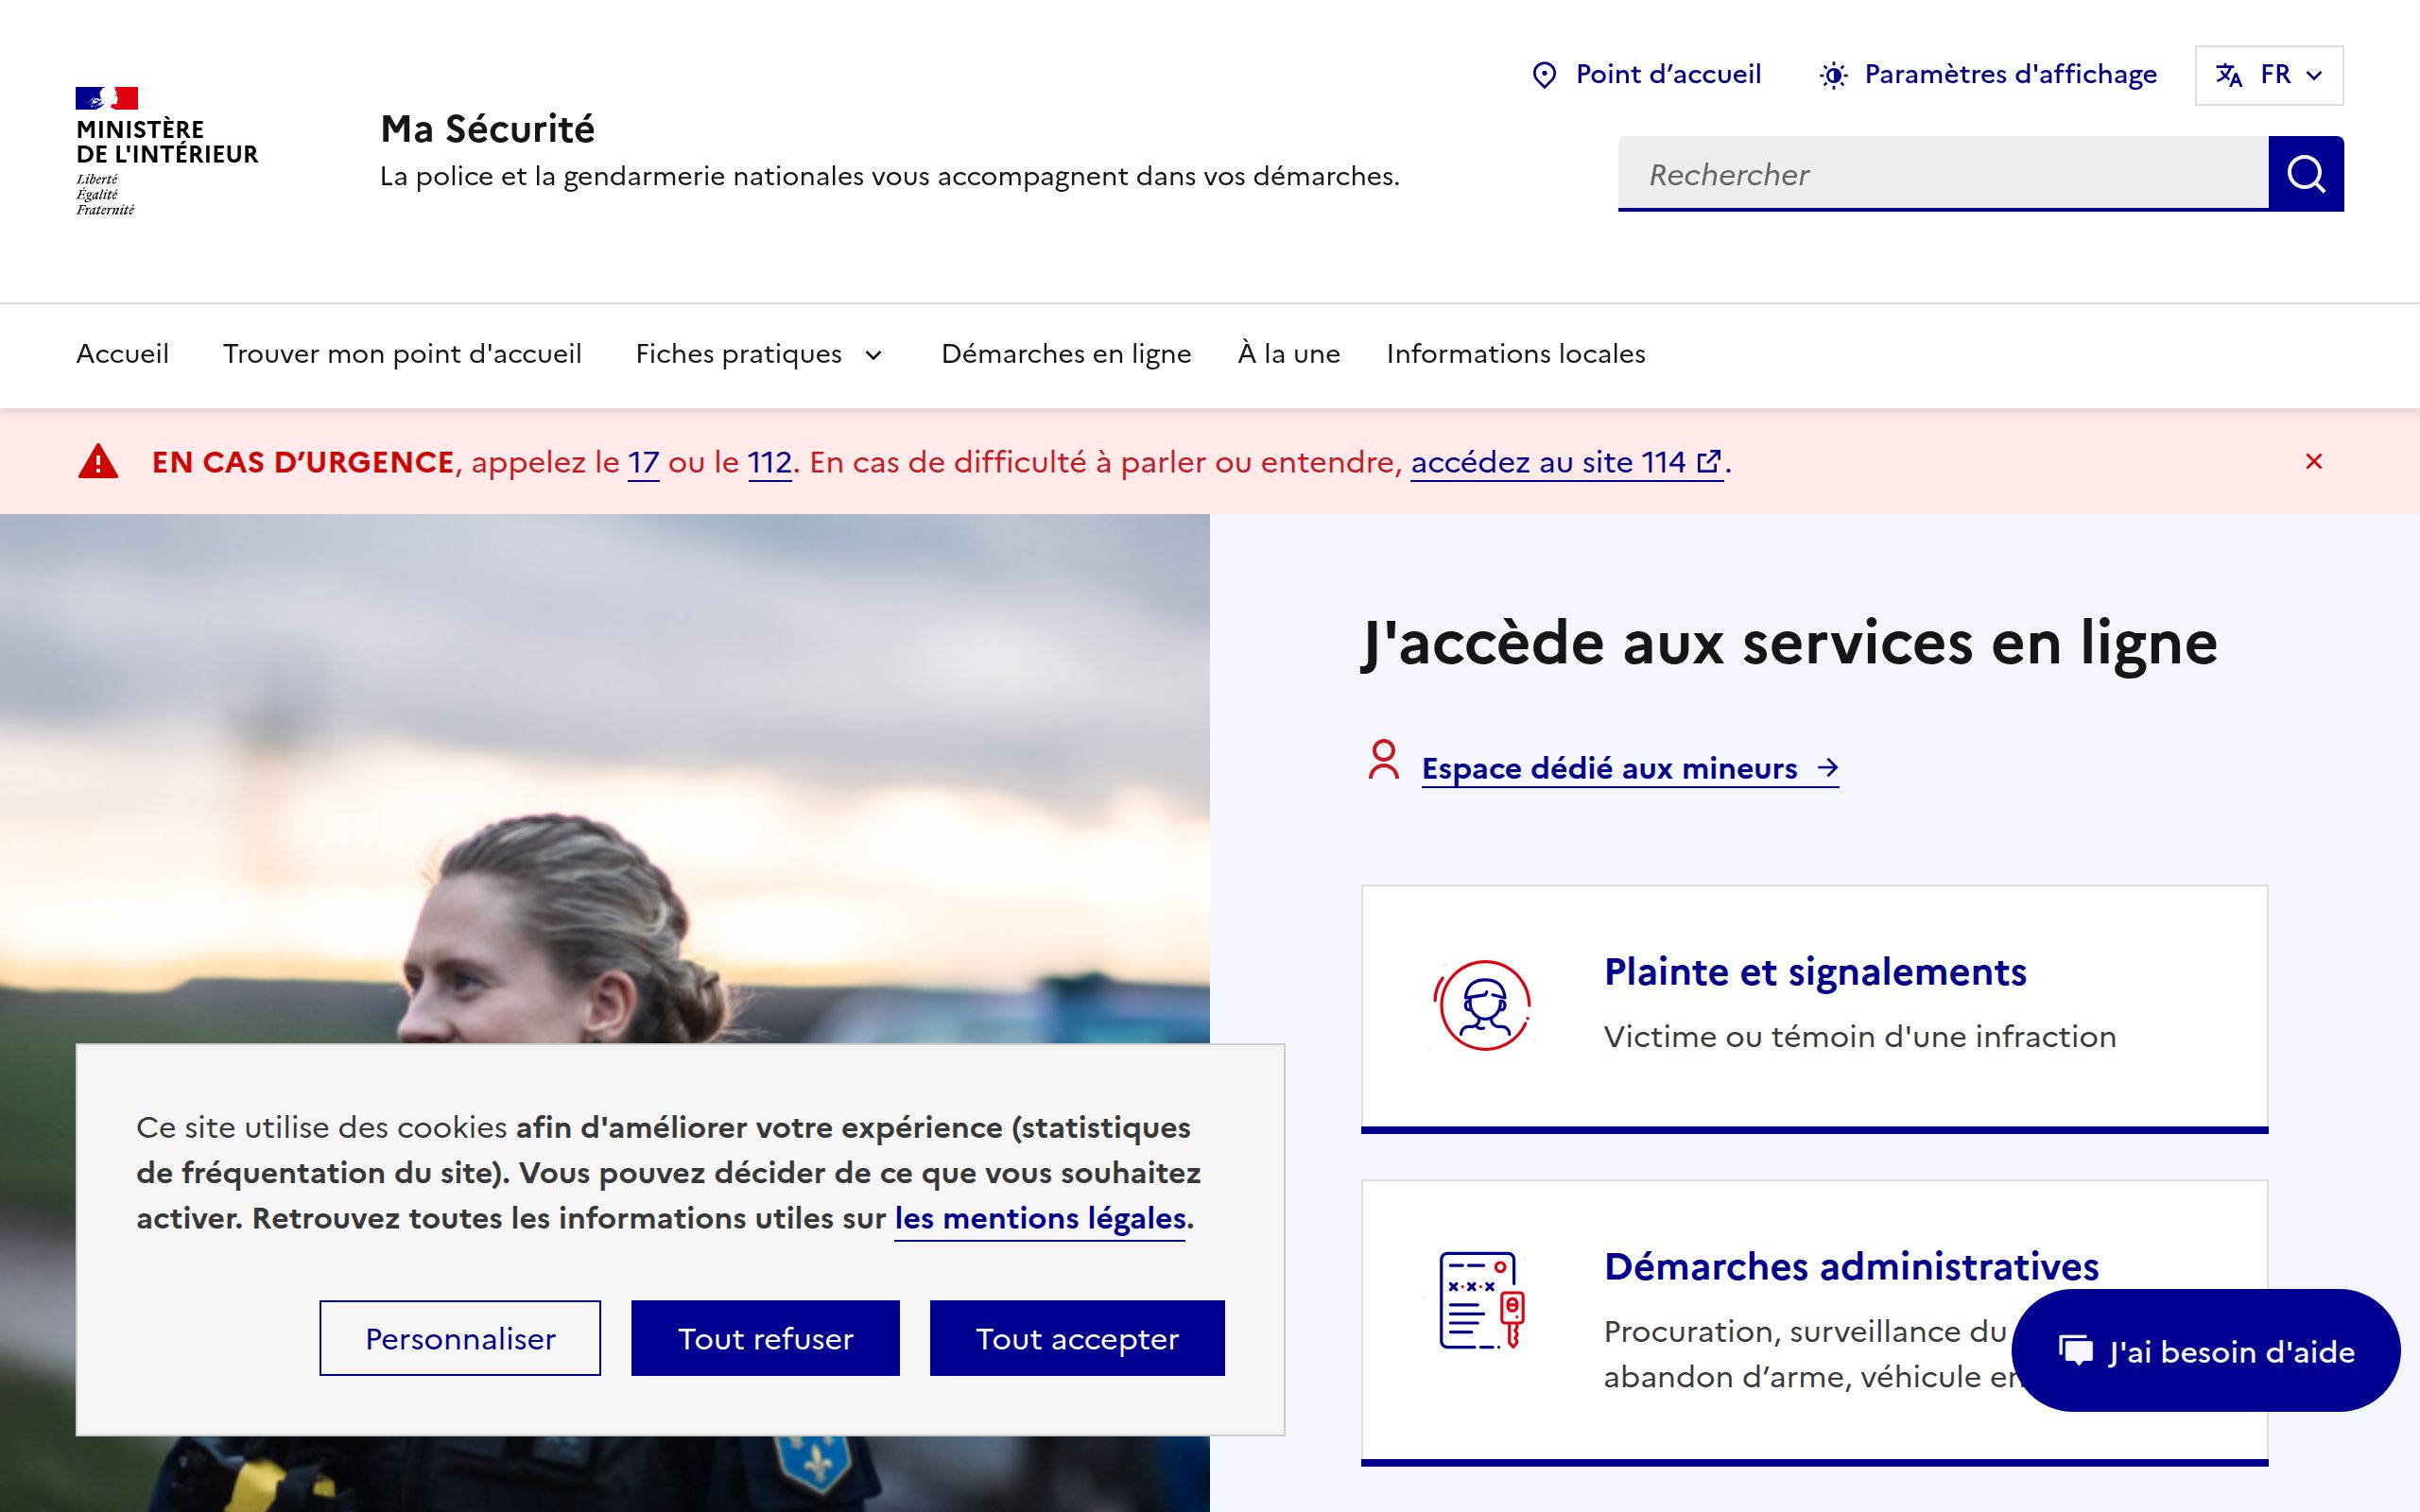 Point d’accueil
Paramètres d'affichage
FR
MINISTÈRE
DE L'INTÉRIEUR
Liberté
Égalité
Fraternité
Ma Sécurité
La police et la gendarmerie nationales vous accompagnent dans vos démarches.
Rechercher
Accueil
Trouver mon point d'accueil
Fiches pratiques
Démarches en ligne
À la une
Informations locales
EN CAS D’URGENCE, appelez le 17 ou le 112. En cas de difficulté à parler ou entendre, accédez au site 114.
J'accède aux services en ligne
Espace dédié aux mineurs
Plainte et signalements
Victime ou témoin d'une infraction
Démarches administratives
Procuration, surveillance du
abandon d’arme, véhicule en
J'ai besoin d'aide
Ce site utilise des cookies afin d'améliorer votre expérience (statistiques
de fréquentation du site). Vous pouvez décider de ce que vous souhaitez
activer. Retrouvez toutes les informations utiles sur les mentions légales.
Personnaliser
Tout refuser
Tout accepter